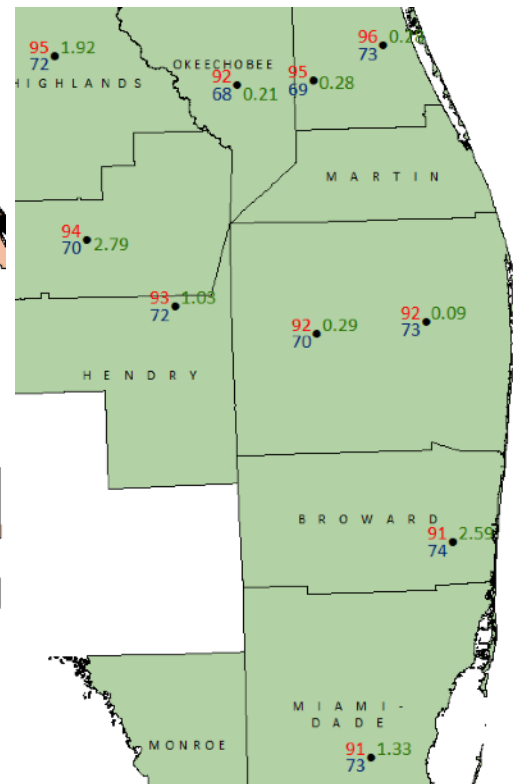 96
73
95 1.92
72
HIGHLANDS
OKEECHOBEE
92
68 0.21
95
69 0.28
MARTIN
94
70 2.79
93 1.03
72
92 0.29
70
92 0.09
73
HENDRY
BROWARD
91 2.59
74
MIAMI-
DADE
MONROE
91 1.33
73